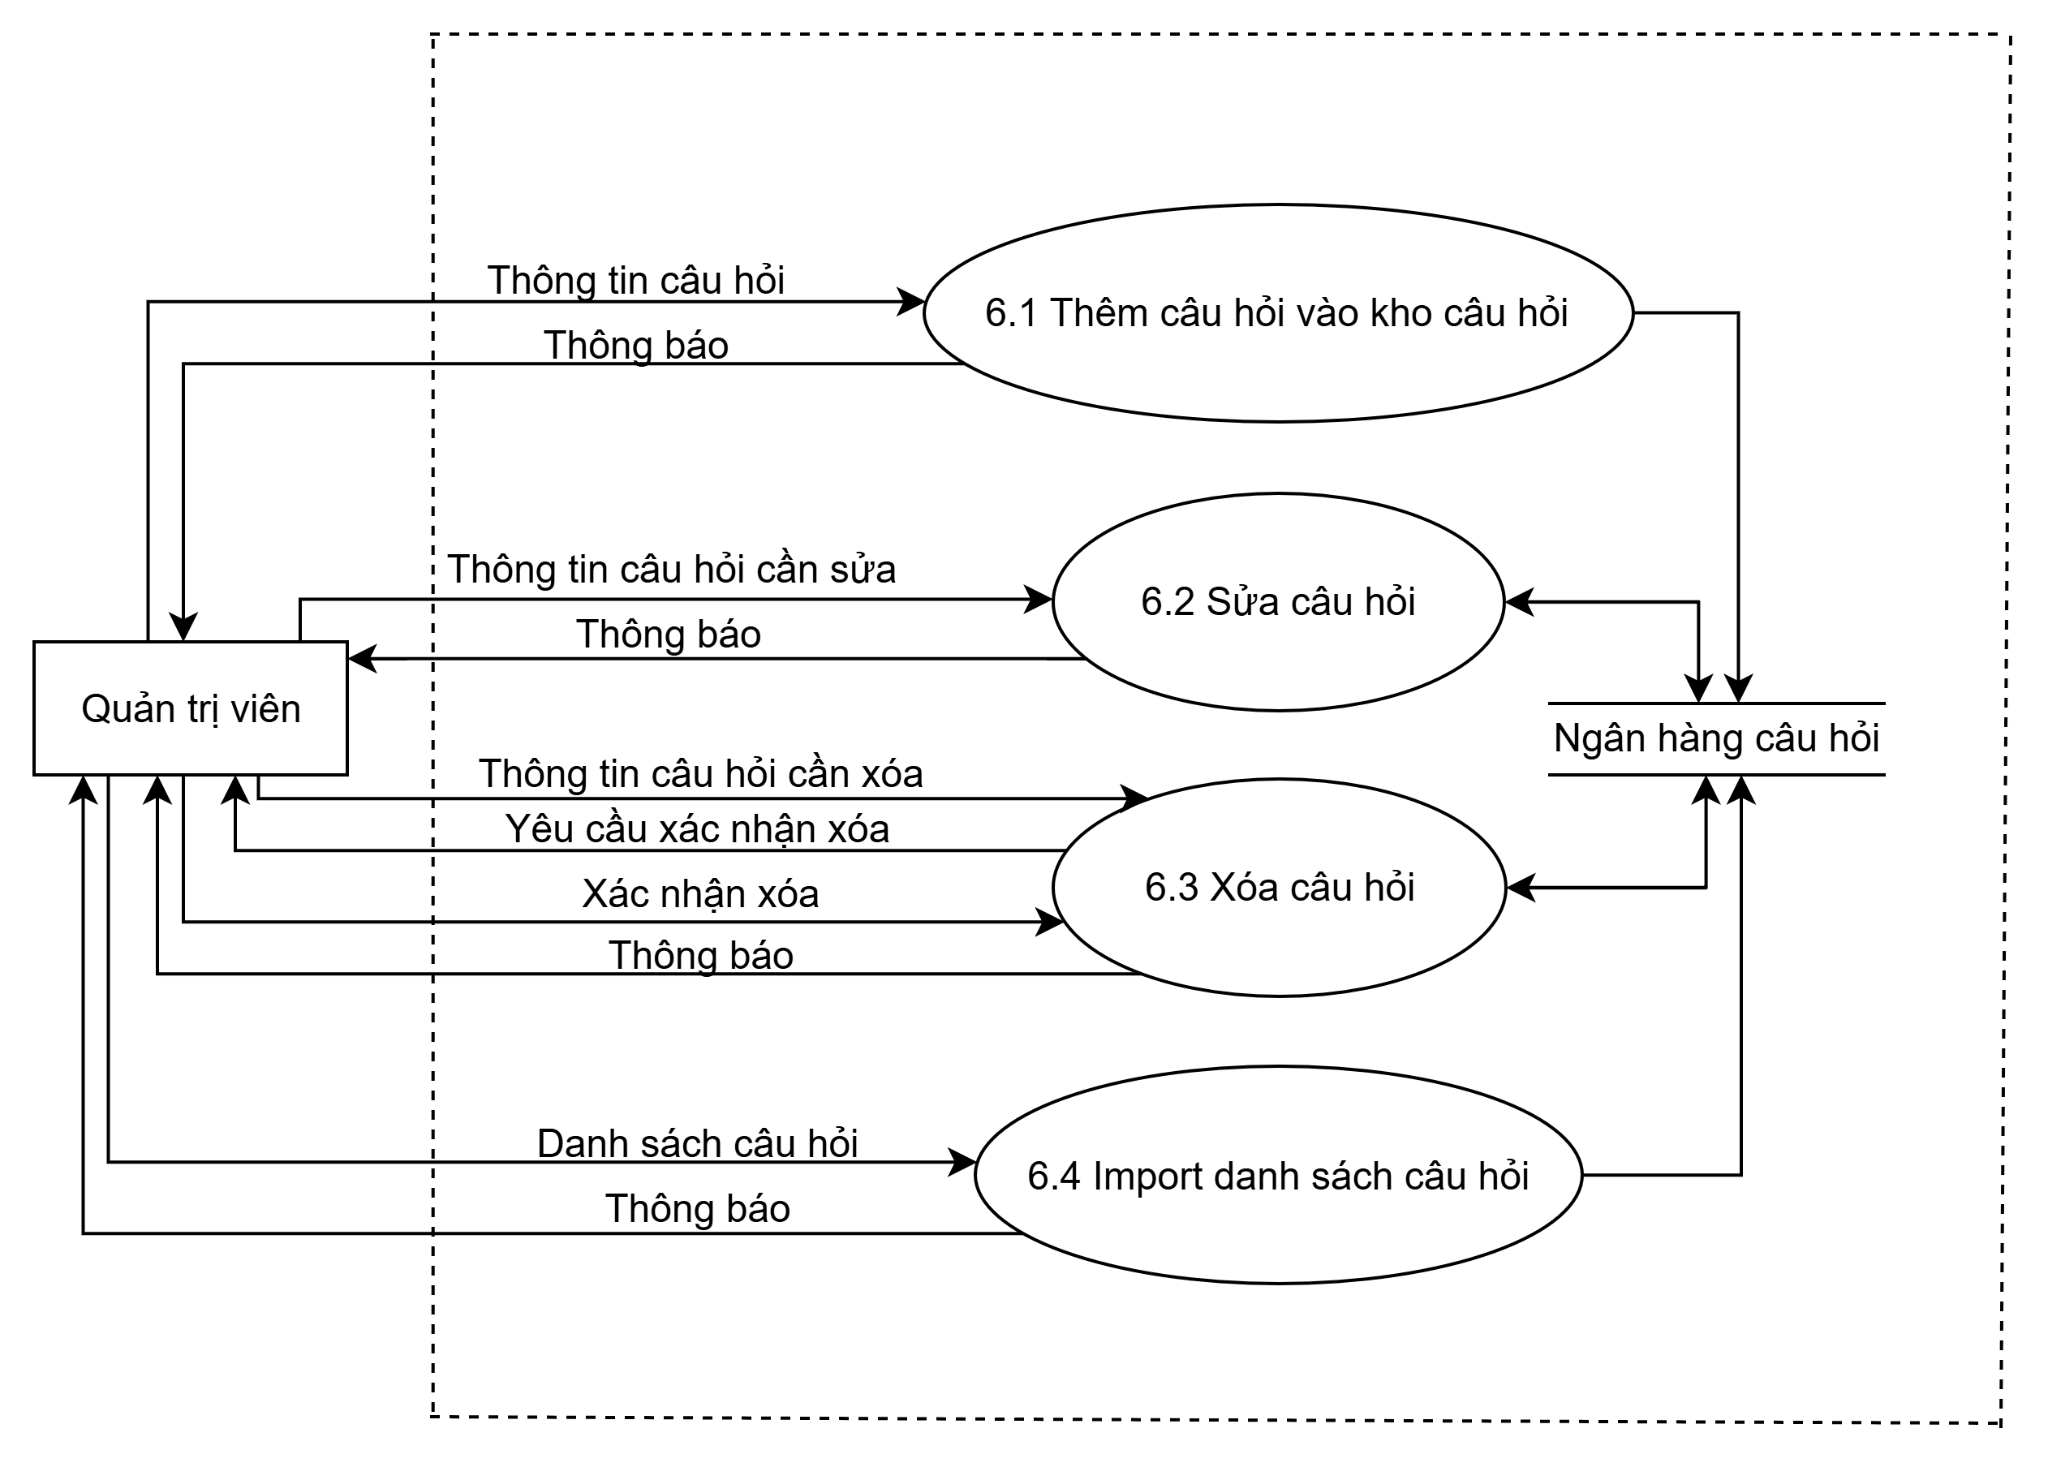 Thông tin câu hỏi
6.1 Thêm câu hỏi vào kho câu hỏi
Thông báo
Thông tin câu hỏi cần sửa
6.2 Sửa câu hỏi
Thông báo
Quản trị viên
Ngân hàng câu hỏi
Thông tin câu hỏi cần xóa
Yêu cầu xác nhận xóa
6.3 Xóa câu hỏi
Xác nhận xóa
Thông báo
Danh sách câu hỏi
6.4 Import danh sách câu hỏi
Thông báo